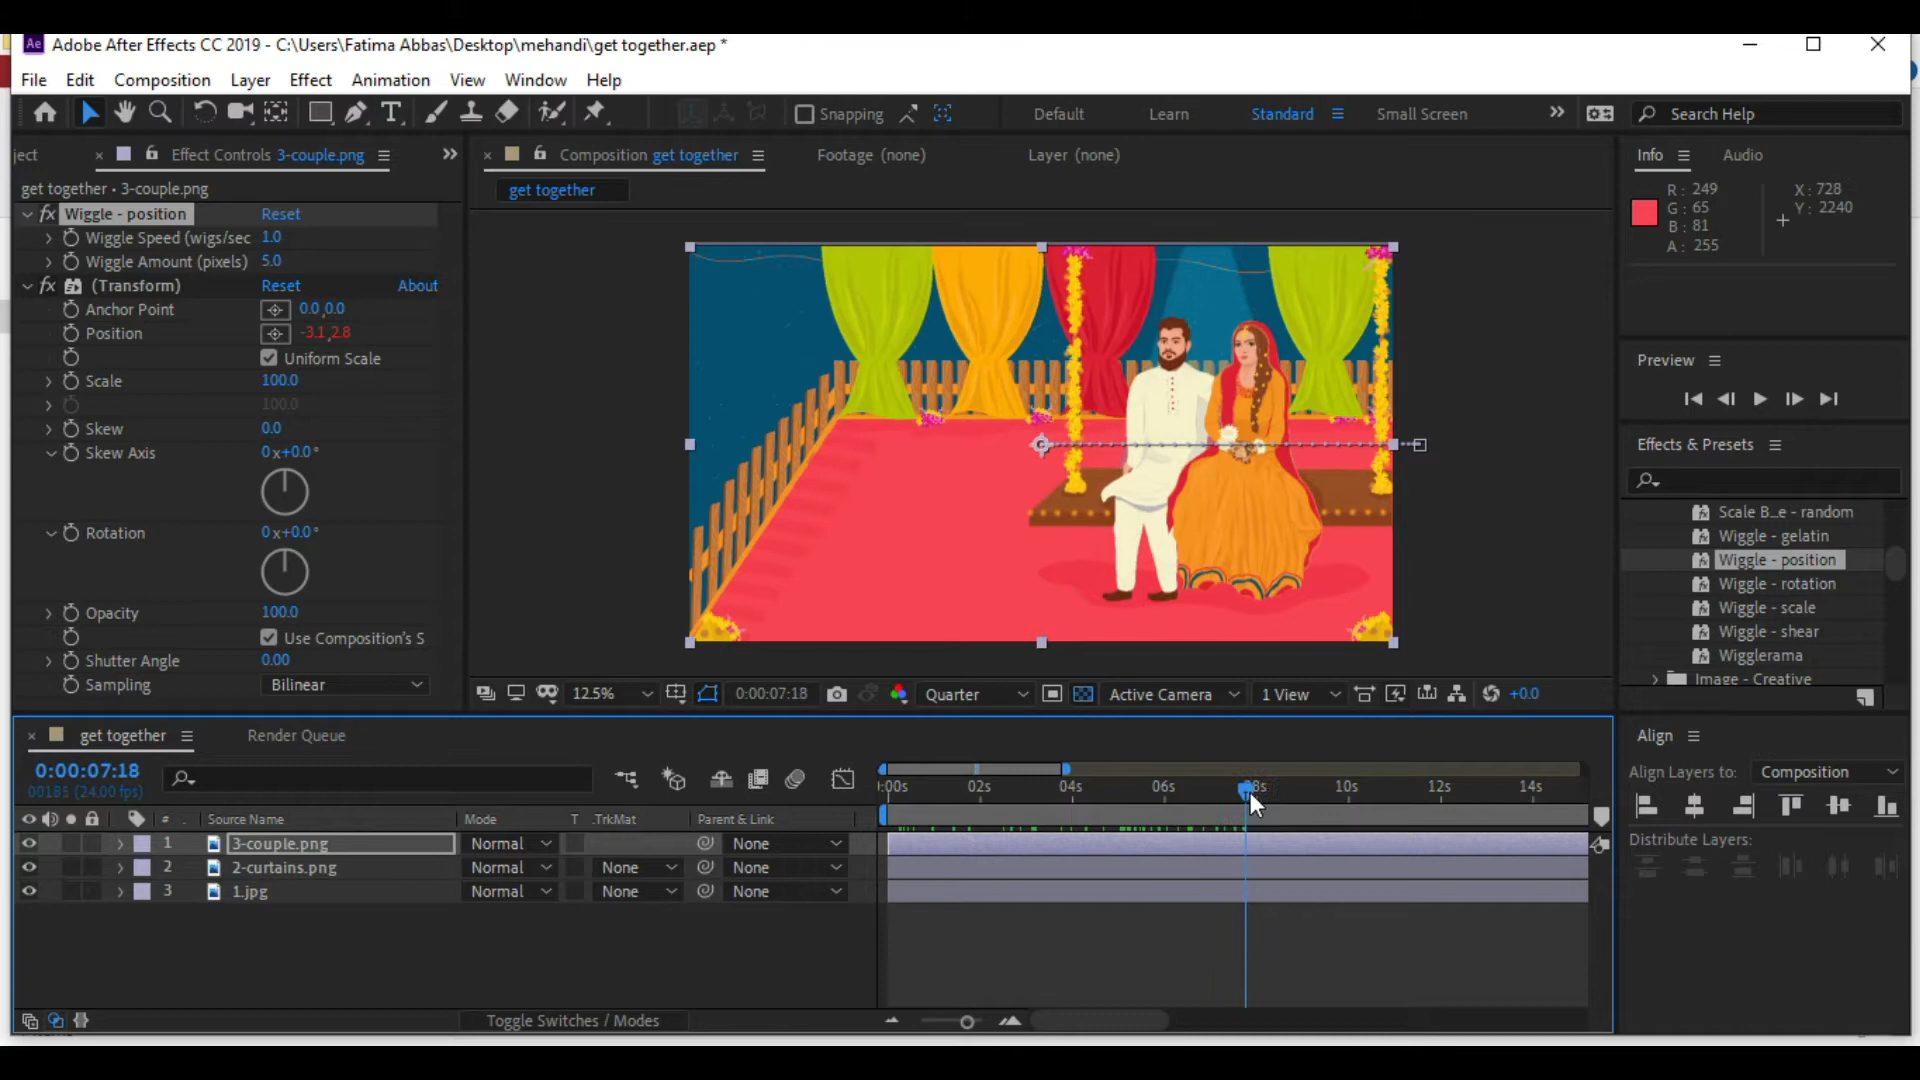 Ae Adobe After Effects CC 2019 - C:\Users\Fatima Abbas\Desktop\mehandi\get together.aep *
File Edit Composition Layer Effect Animation View Window Help
T Snapping Default Learn Standard Small Screen Search Help
ject Effect Controls 3-couple.png
get together • 3-couple.png
fx Wiggle - position Reset
Wiggle Speed (wigs/sec 1.0
Wiggle Amount (pixels) 5.0
fx (Transform) Reset About
Anchor Point 0.0,0.0
Position -3.1,2.8
Uniform Scale
Scale 100.0
100.0
Skew 0.0
Skew Axis 0x+0.0°
Rotation 0x+0.0°
Opacity 100.0
Use Composition's S
Shutter Angle 0.00
Sampling Bilinear
Composition get together Footage (none) Layer (none)
get together
12.5% 0:00:07:18 Quarter Active Camera 1 View +0.0
Info Audio
R: 249 X: 728
G: 65 Y: 2240
B: 81
A: 255
Preview
Effects & Presets
Scale B...e - random
Wiggle - gelatin
Wiggle - position
Wiggle - rotation
Wiggle - scale
Wiggle - shear
Wigglerama
Image - Creative
get together Render Queue
0:00:07:18
00185 (24.00 fps)
:00s 02s 04s 06s 08s 10s 12s 14s
# Source Name Mode T .TrkMat Parent & Link
1 3-couple.png Normal None
2 2-curtains.png Normal None None
3 1.jpg Normal None None
Toggle Switches / Modes
Align
Align Layers to: Composition
Distribute Layers: